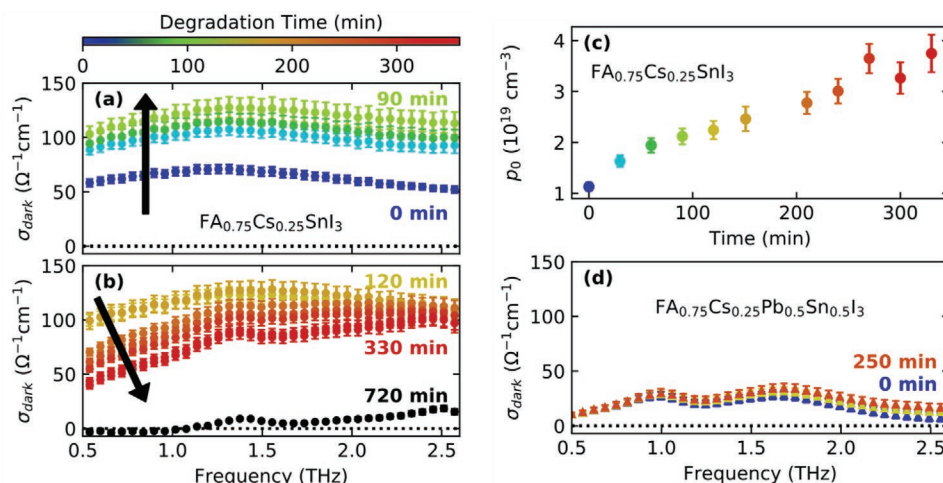 Degradation Time (min)
0 100 200 300
(a)
90 min
0 min
FA0.75Cs0.25SnI3
σdark (Ω−1cm−1)
150
100
50
0
(b)
120 min
330 min
720 min
σdark (Ω−1cm−1)
150
100
50
0
0.5 1.0 1.5 2.0 2.5
Frequency (THz)
(c)
FA0.75Cs0.25SnI3
p0 (1019 cm−3)
4
3
2
1
0 100 200 300
Time (min)
(d)
FA0.75Cs0.25Pb0.5Sn0.5I3
250 min
0 min
σdark (Ω−1cm−1)
150
100
50
0
0.5 1.0 1.5 2.0 2.5
Frequency (THz)